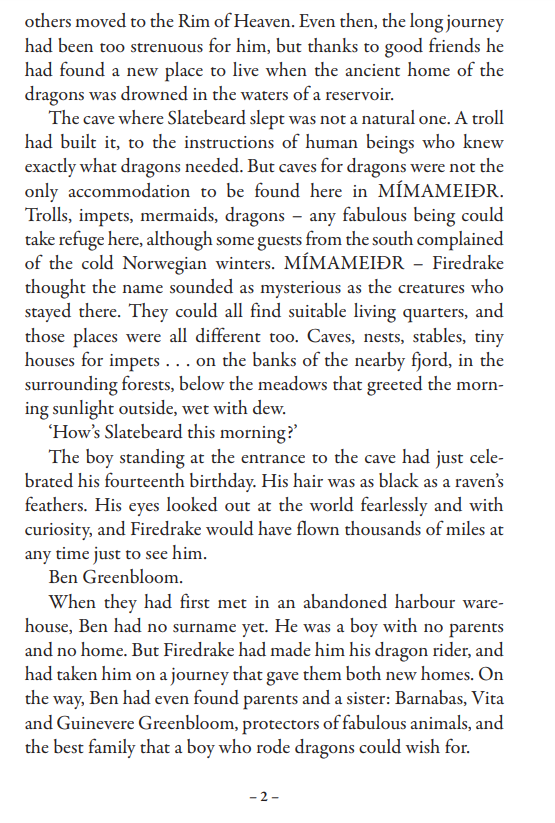 others moved to the Rim of Heaven. Even then, the long journey
had been too strenuous for him, but thanks to good friends he
had found a new place to live when the ancient home of the
dragons was drowned in the waters of a reservoir.
The cave where Slatebeard slept was not a natural one. A troll
had built it, to the instructions of human beings who knew
exactly what dragons needed. But caves for dragons were not the
only accommodation to be found here in MÍMAMEIÐR.
Trolls, impets, mermaids, dragons – any fabulous being could
take refuge here, although some guests from the south complained
of the cold Norwegian winters. MÍMAMEIÐR – Firedrake
thought the name sounded as mysterious as the creatures who
stayed there. They could all find suitable living quarters, and
those places were all different too. Caves, nests, stables, tiny
houses for impets . . . on the banks of the nearby fjord, in the
surrounding forests, below the meadows that greeted the morn-
ing sunlight outside, wet with dew.
‘How’s Slatebeard this morning?’
The boy standing at the entrance to the cave had just cele-
brated his fourteenth birthday. His hair was as black as a raven’s
feathers. His eyes looked out at the world fearlessly and with
curiosity, and Firedrake would have flown thousands of miles at
any time just to see him.
Ben Greenbloom.
When they had first met in an abandoned harbour ware-
house, Ben had no surname yet. He was a boy with no parents
and no home. But Firedrake had made him his dragon rider, and
had taken him on a journey that gave them both new homes. On
the way, Ben had even found parents and a sister: Barnabas, Vita
and Guinevere Greenbloom, protectors of fabulous animals, and
the best family that a boy who rode dragons could wish for.
– 2 –